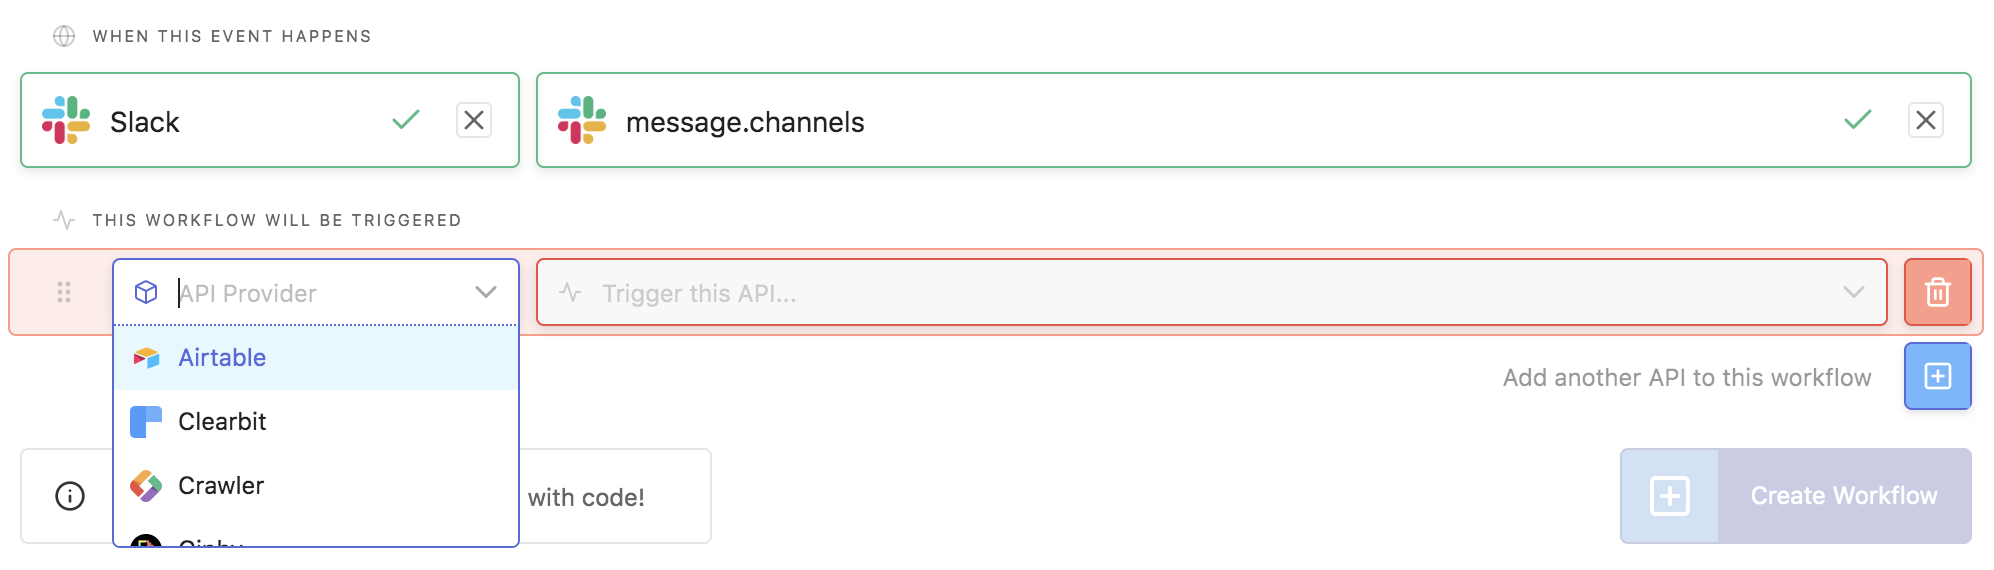 WHEN THIS EVENT HAPPENS
Slack
message.channels
THIS WORKFLOW WILL BE TRIGGERED
API Provider
Trigger this API...
Airtable
Add another API to this workflow
Clearbit
Crawler
with code!
Create Workflow